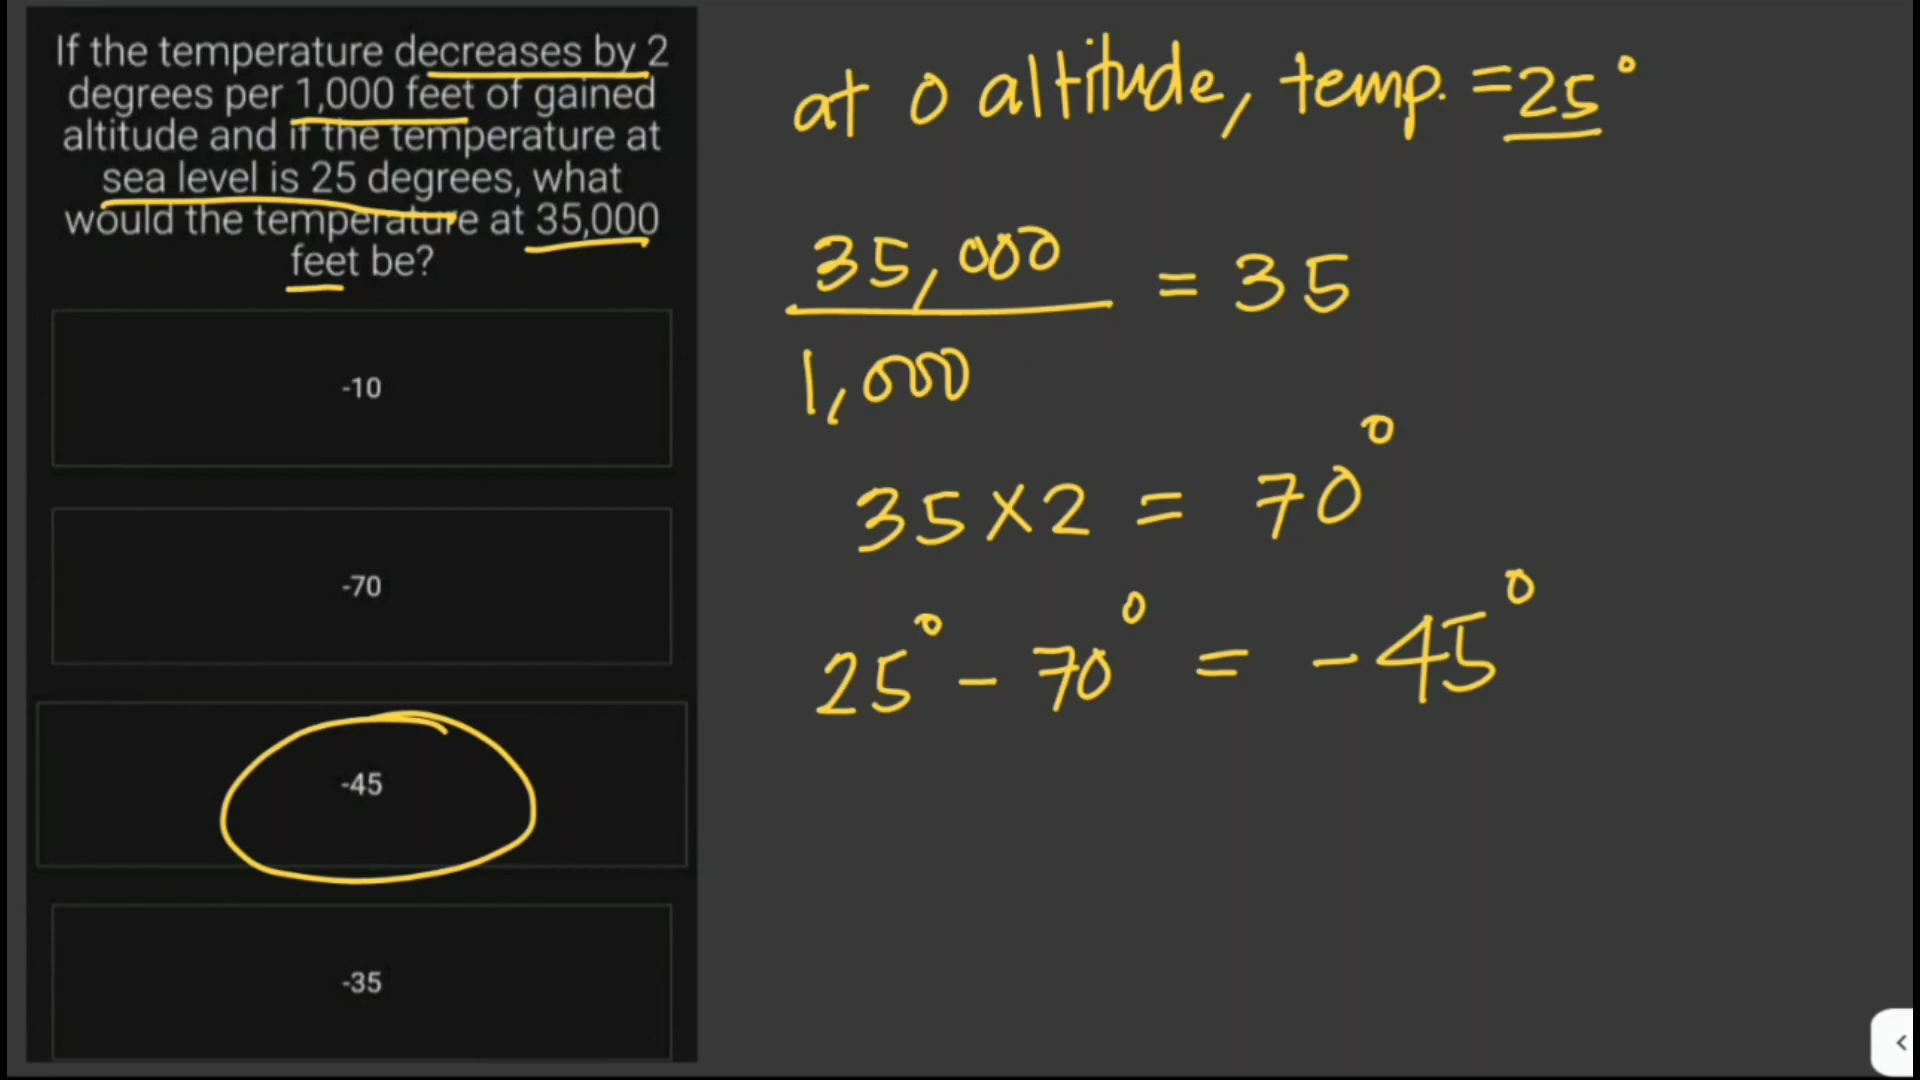 If the temperature decreases by 2
degrees per 1,000 feet of gained
altitude and if the temperature at
sea level is 25 degrees, what
would the temperature at 35,000
feet be?
-10
-70
-45
-35
at 0 altitude, temp. = 25°
35,000
1,000
= 35
35 × 2 = 70°
25° - 70° = -45°